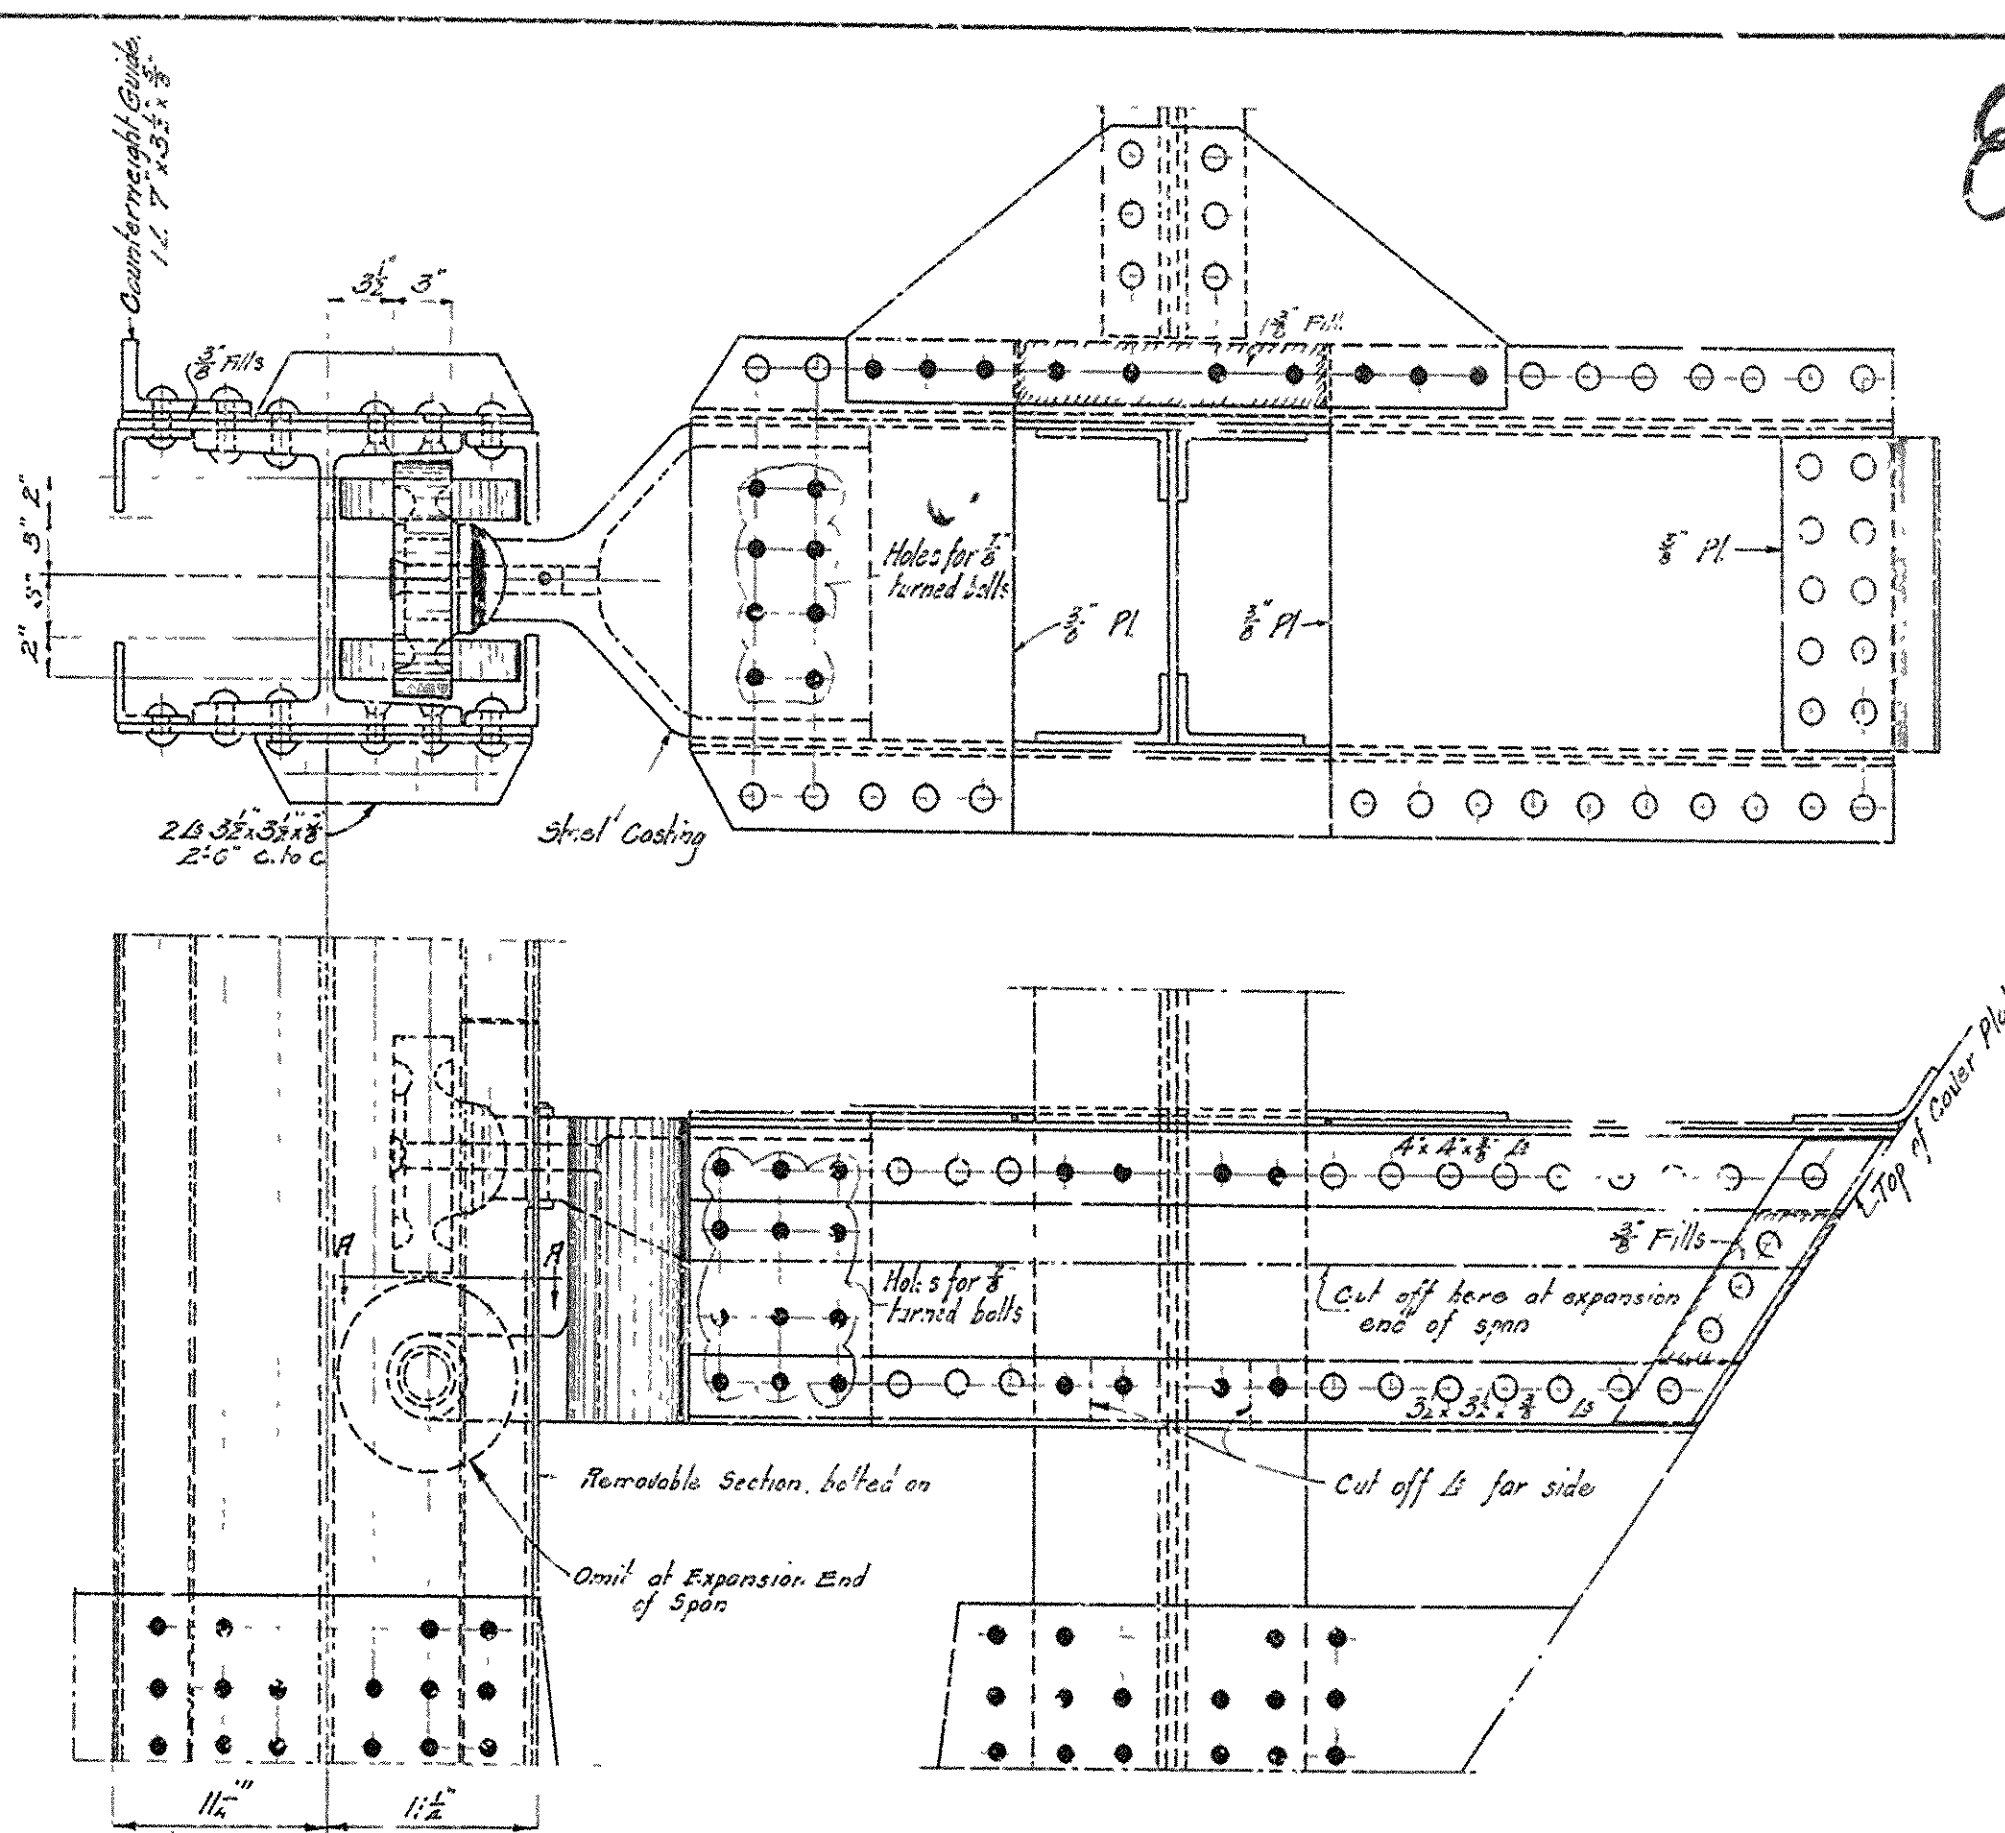 Counterweight Guide.
1L 7" x 3½" x ⅝"
3½" 3"
⅜" Fills
⅜" Fill
2" 5" 5" 2"
Holes for ⅞"
turned bolts
⅜" Pl.
⅜" Pl.
⅜" Pl.
2 Ls 3½" x 3½" x ⅜"
2'-6" c. to c
Steel Casting
Top of Cover
4" x 4" x ⅜" Ls
⅜" Fills
A A
Holes for ⅞"
turned bolts
Cut off here at expansion
end of span
3½ x 3½ x ⅜ Ls
Removable Section, bolted on
Cut off Ls far side
Omit at Expansion End
of Span
11¼" 11½"